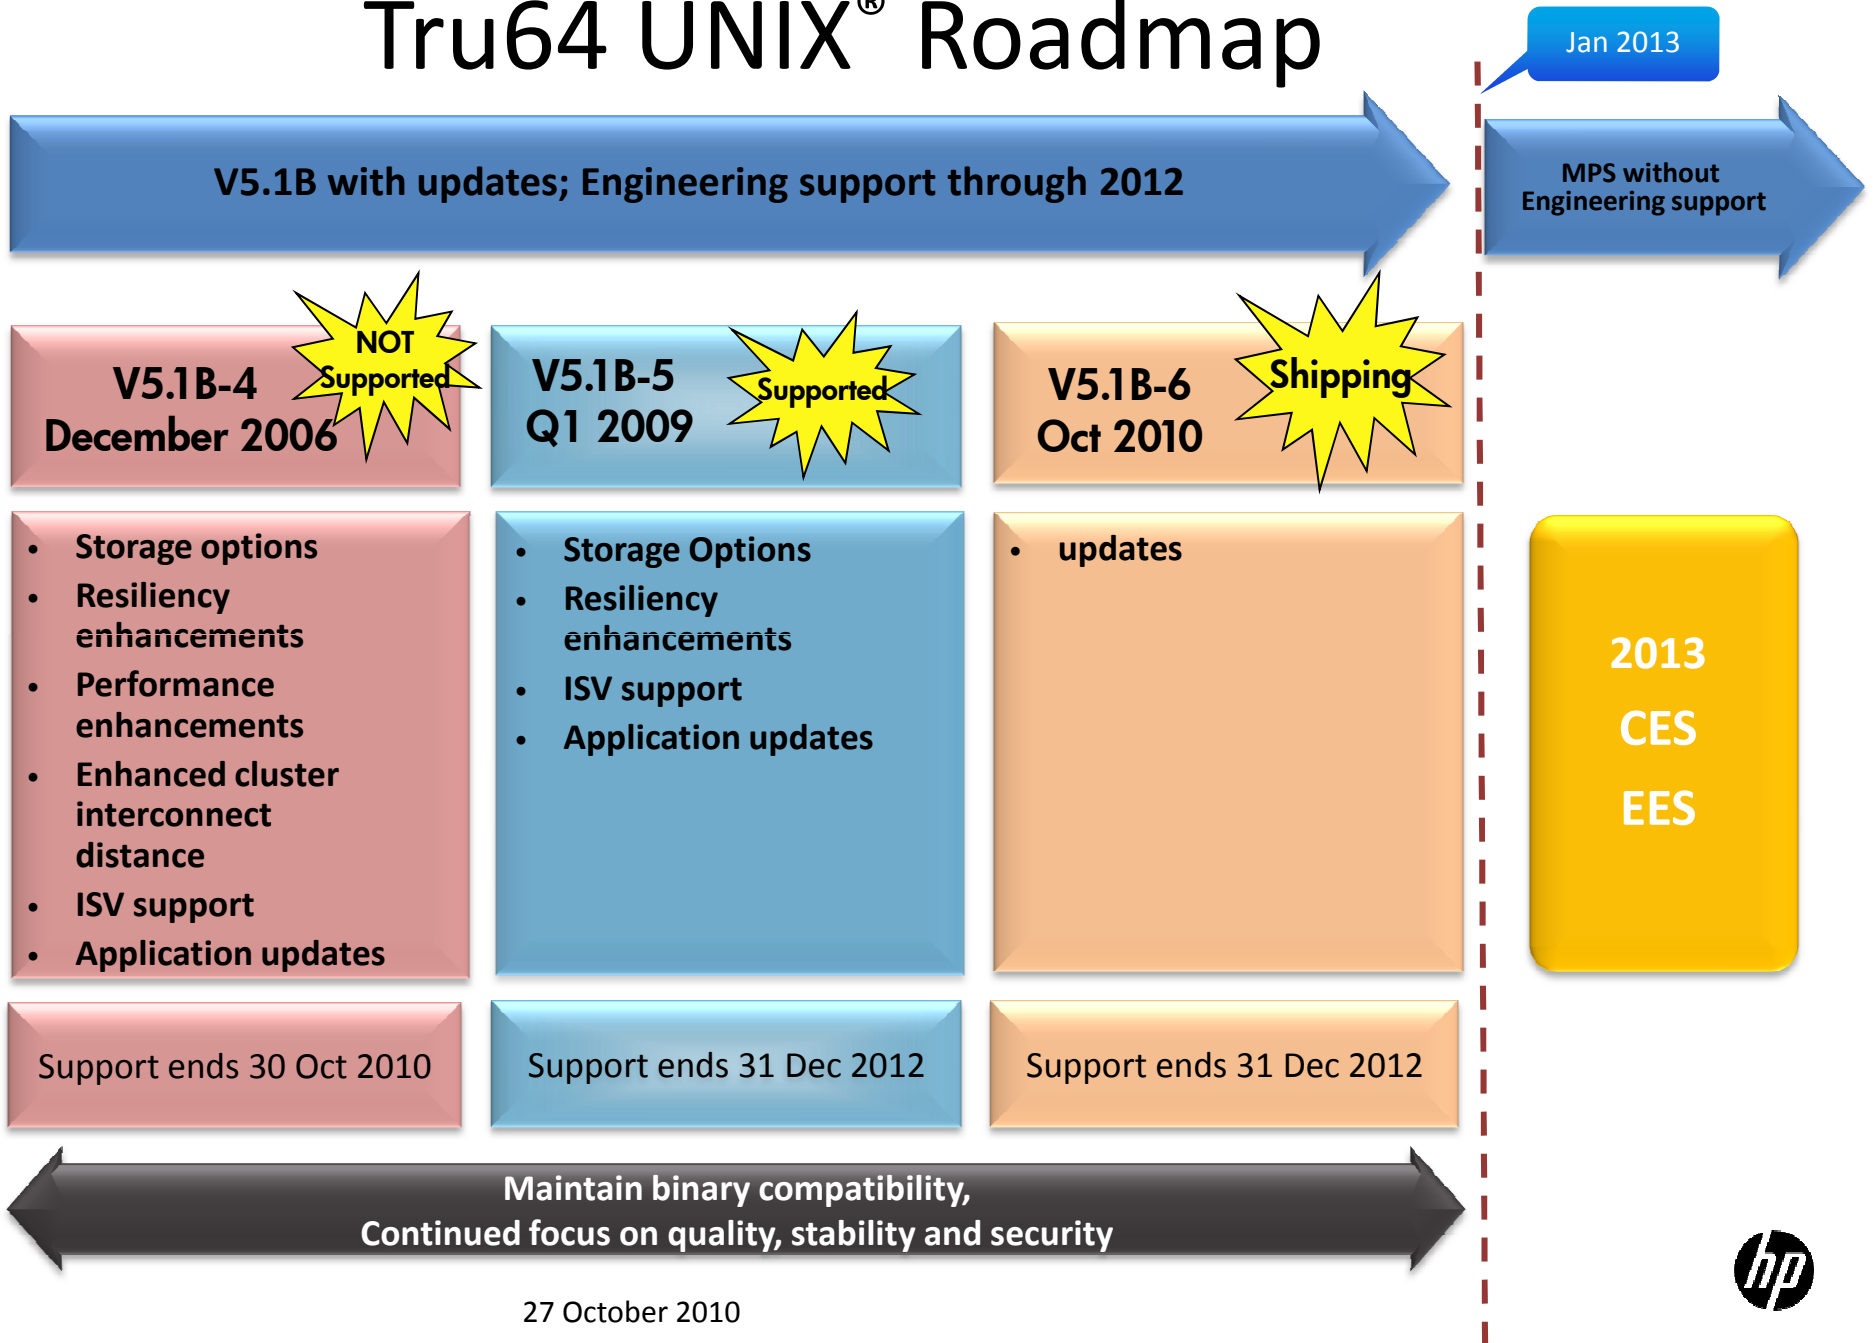 Tru64 UNIX® Roadmap
Jan 2013
V5.1B with updates; Engineering support through 2012
MPS without
Engineering support
V5.1B-4
December 2006
NOT
Supported
V5.1B-5
Q1 2009
Supported
V5.1B-6
Oct 2010
Shipping
• Storage options
• Resiliency
enhancements
• Performance
enhancements
• Enhanced cluster
interconnect
distance
• ISV support
• Application updates
• Storage Options
• Resiliency
enhancements
• ISV support
• Application updates
• updates
2013
CES
EES
Support ends 30 Oct 2010
Support ends 31 Dec 2012
Support ends 31 Dec 2012
Maintain binary compatibility,
Continued focus on quality, stability and security
27 October 2010
hp